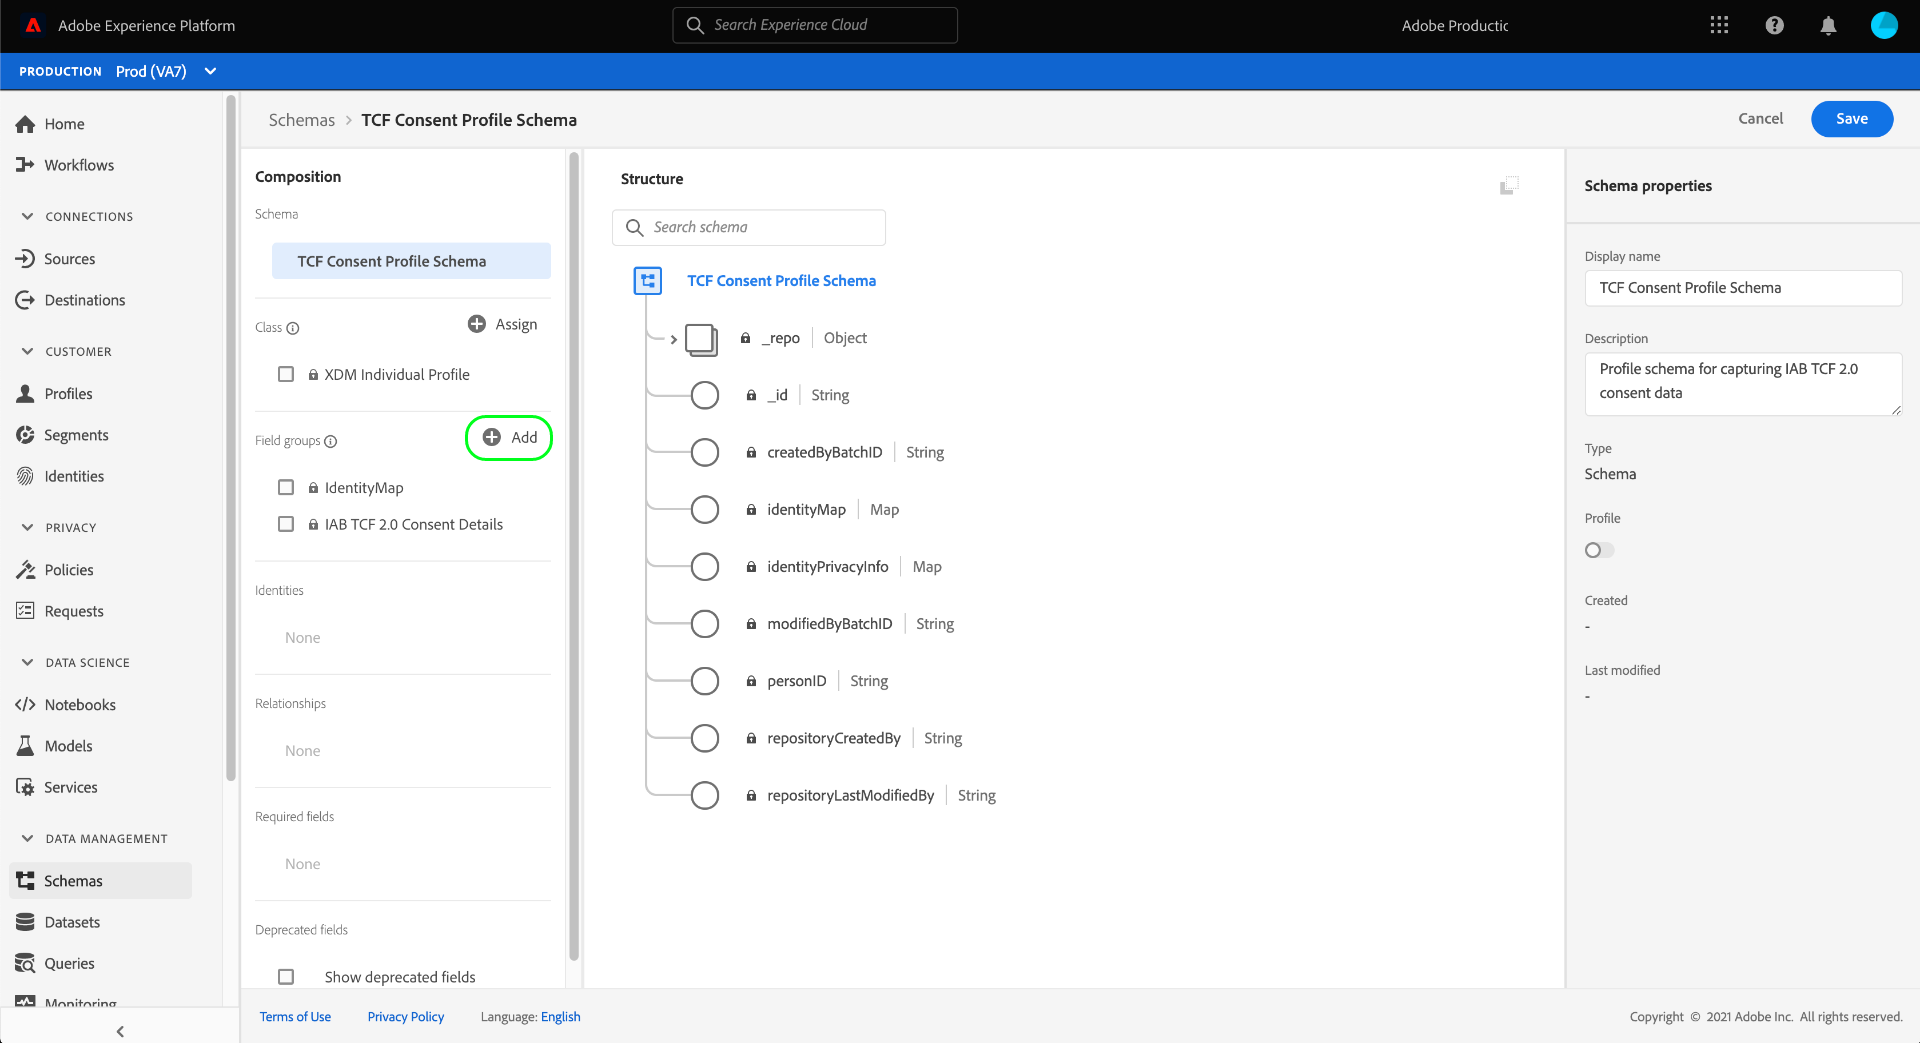 Adobe Experience Platform
Search Experience Cloud
Adobe Productic
PRODUCTION Prod (VA7)
Home
Workflows
CONNECTIONS
Sources
Destinations
CUSTOMER
Profiles
Segments
Identities
PRIVACY
Policies
Requests
DATA SCIENCE
Notebooks
Models
Services
DATA MANAGEMENT
Schemas
Datasets
Queries
Monitoring
Schemas > TCF Consent Profile Schema
Cancel
Save
Composition
Schema
TCF Consent Profile Schema
Class
Assign
XDM Individual Profile
Field groups
Add
IdentityMap
IAB TCF 2.0 Consent Details
Identities
None
Relationships
None
Required fields
None
Deprecated fields
Show deprecated fields
Structure
Search schema
TCF Consent Profile Schema
_repo | Object
_id | String
createdByBatchID | String
identityMap | Map
identityPrivacyInfo | Map
modifiedByBatchID | String
personID | String
repositoryCreatedBy | String
repositoryLastModifiedBy | String
Schema properties
Display name
TCF Consent Profile Schema
Description
Profile schema for capturing IAB TCF 2.0
consent data
Type
Schema
Profile
Created
-
Last modified
-
Terms of Use
Privacy Policy
Language: English
Copyright © 2021 Adobe Inc. All rights reserved.